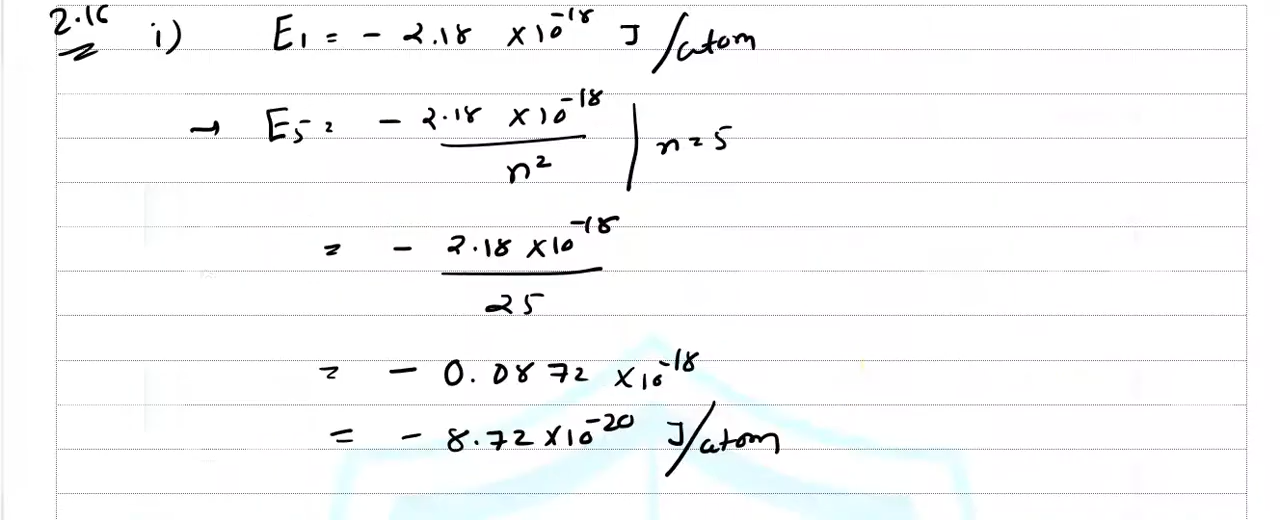 2.16 i) E₁ = - 2.18 × 10⁻¹⁸ J/atom
→ E₅ = - 2.18 × 10⁻¹⁸ / n² | n = 5
= - 2.18 × 10⁻¹⁸ / 25
= - 0.0872 × 10⁻¹⁸
= - 8.72 × 10⁻²⁰ J/atom